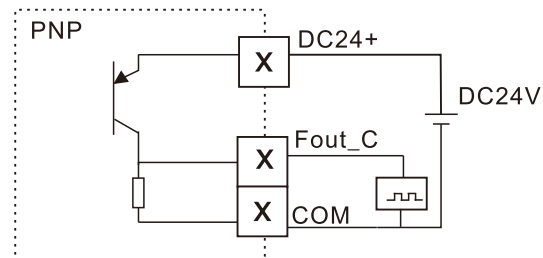 PNP
X DC24+
DC24V
X Fout_C
X COM